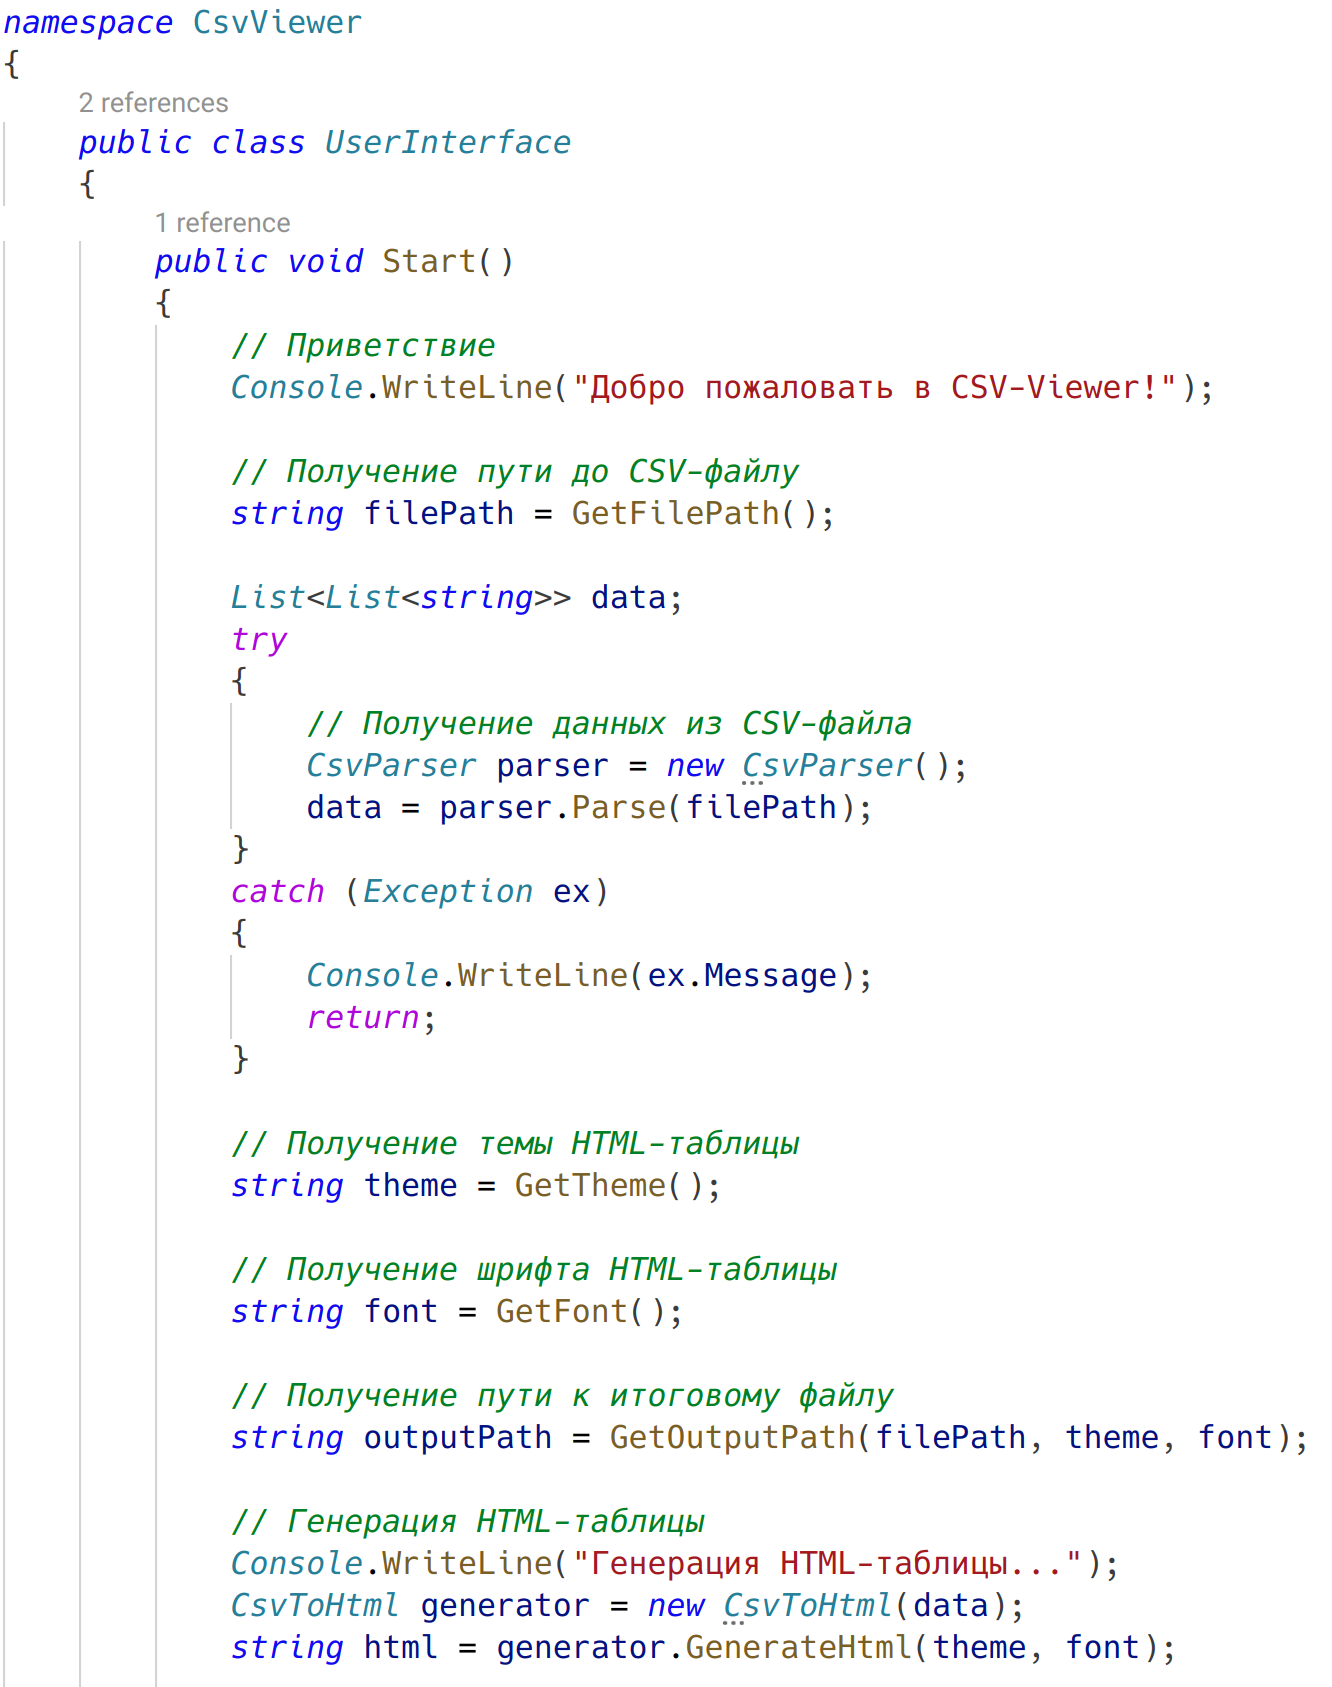 namespace CsvViewer
{
2 references
public class UserInterface
{
1 reference
public void Start()
{
// Приветствие
Console.WriteLine("Добро пожаловать в CSV-Viewer!");
// Получение пути до CSV-файлу
string filePath = GetFilePath();
List<List<string>> data;
try
{
// Получение данных из CSV-файла
CsvParser parser = new CsvParser();
data = parser.Parse(filePath);
}
catch (Exception ex)
{
Console.WriteLine(ex.Message);
return;
}
// Получение темы HTML-таблицы
string theme = GetTheme();
// Получение шрифта HTML-таблицы
string font = GetFont();
// Получение пути к итоговому файлу
string outputPath = GetOutputPath(filePath, theme, font);
// Генерация HTML-таблицы
Console.WriteLine("Генерация HTML-таблицы...");
CsvToHtml generator = new CsvToHtml(data);
string html = generator.GenerateHtml(theme, font);